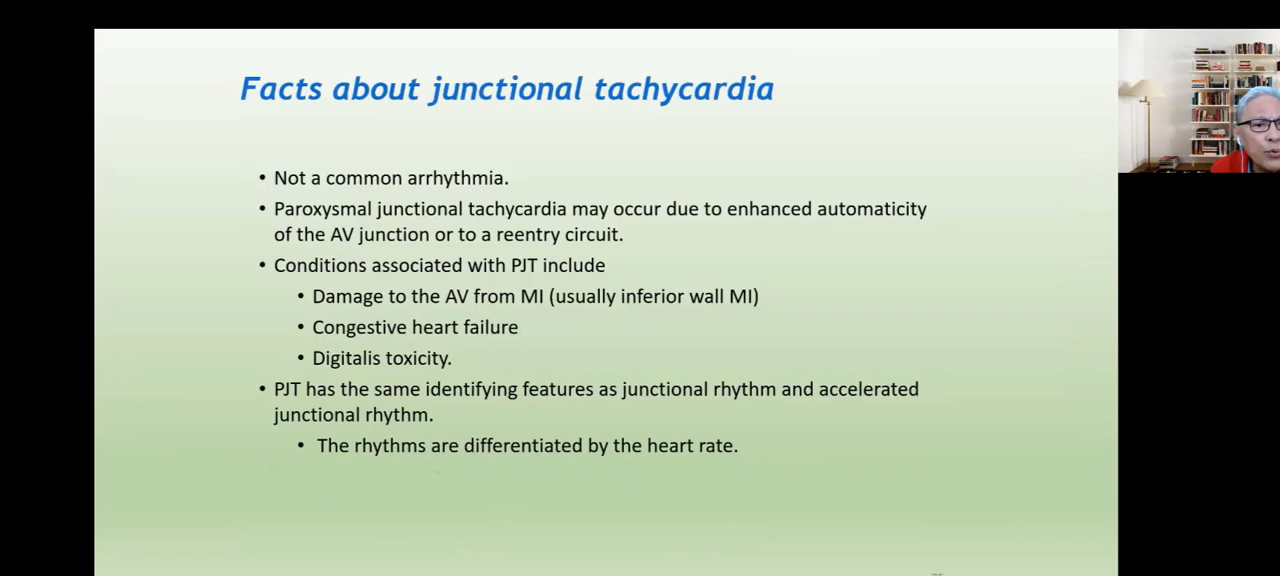 Facts about junctional tachycardia
• Not a common arrhythmia.
• Paroxysmal junctional tachycardia may occur due to enhanced automaticity
of the AV junction or to a reentry circuit.
• Conditions associated with PJT include
• Damage to the AV from MI (usually inferior wall MI)
• Congestive heart failure
• Digitalis toxicity.
• PJT has the same identifying features as junctional rhythm and accelerated
junctional rhythm.
• The rhythms are differentiated by the heart rate.